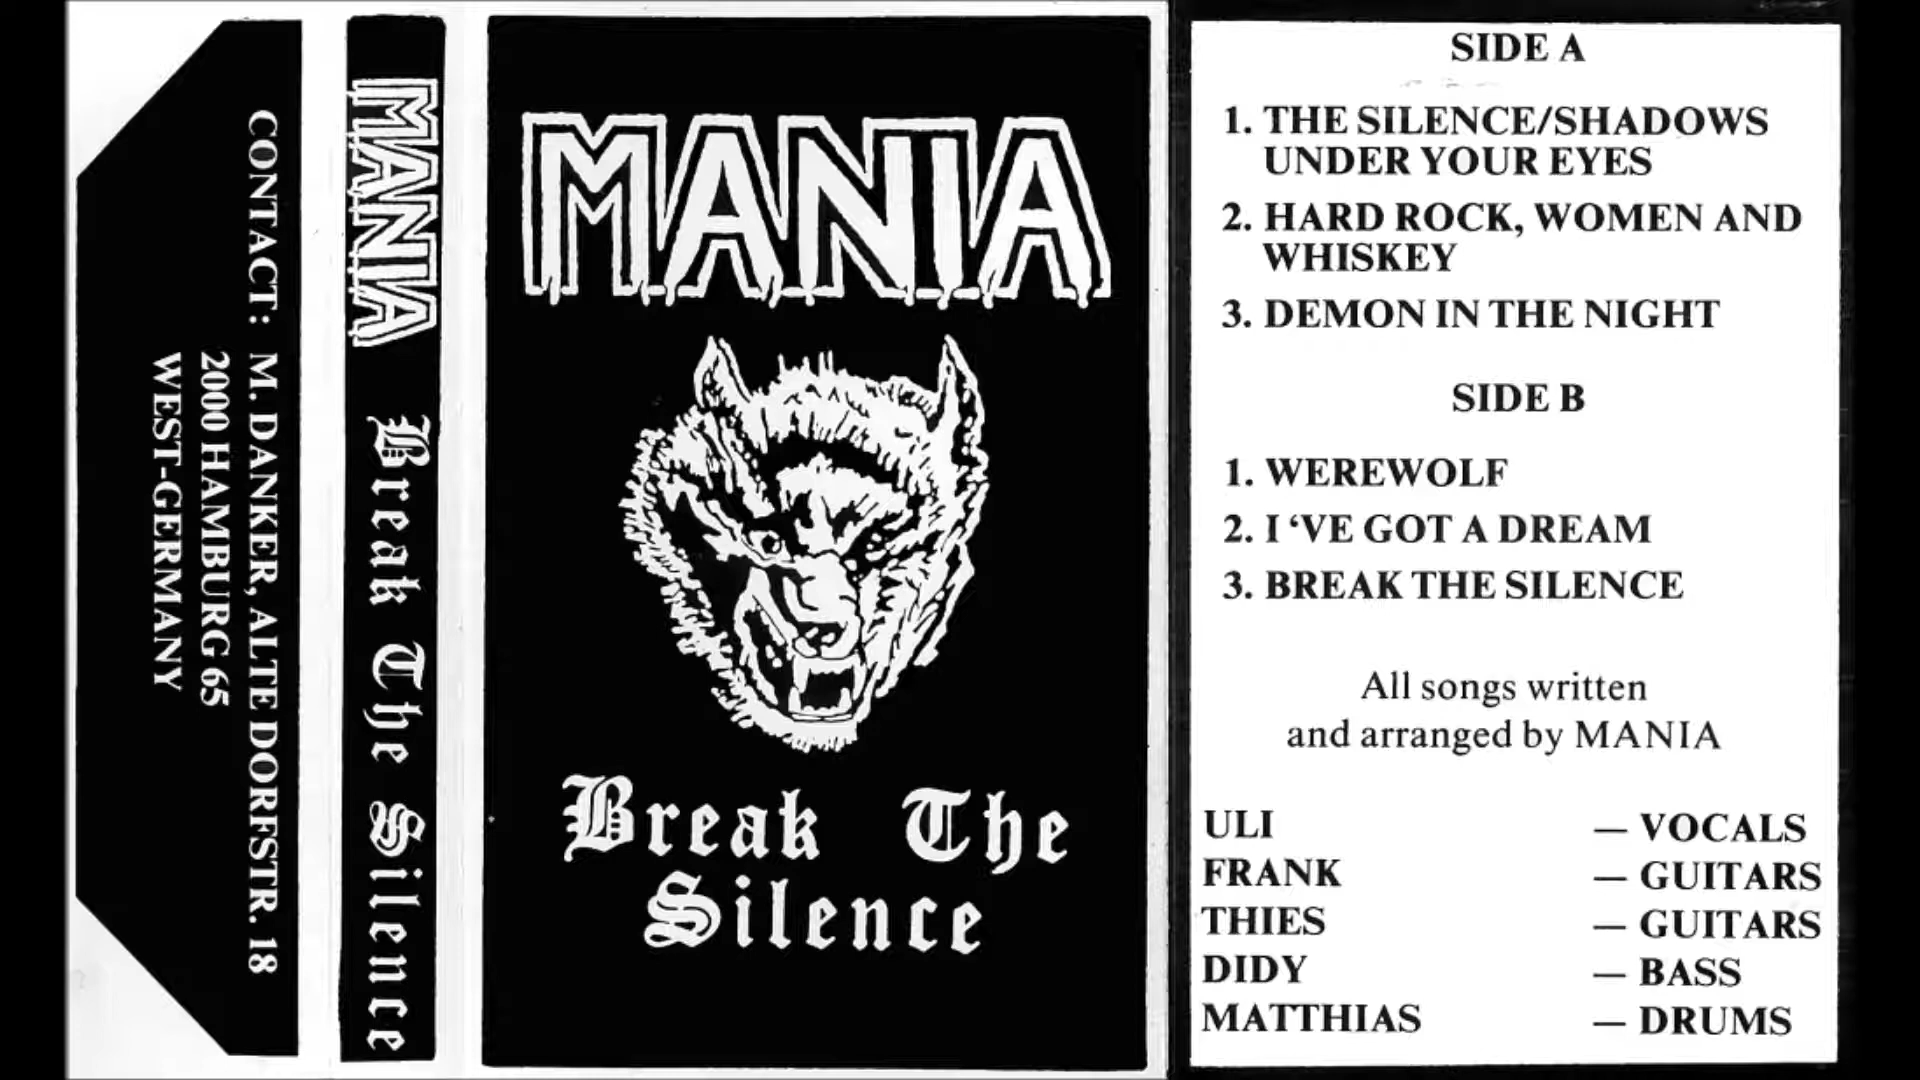 CONTACT: M. DANKER, ALTE DORFSTR. 18
2000 HAMBURG 65
WEST-GERMANY
MANIA Break The Silence
MANIA
Break The
Silence
SIDE A
1. THE SILENCE/SHADOWS
UNDER YOUR EYES
2. HARD ROCK, WOMEN AND
WHISKEY
3. DEMON IN THE NIGHT
SIDE B
1. WEREWOLF
2. I ‘VE GOT A DREAM
3. BREAK THE SILENCE
All songs written
and arranged by MANIA
ULI — VOCALS
FRANK — GUITARS
THIES — GUITARS
DIDY — BASS
MATTHIAS — DRUMS